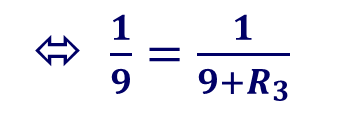 ⇔ 1/9 = 1/(9+R₃)